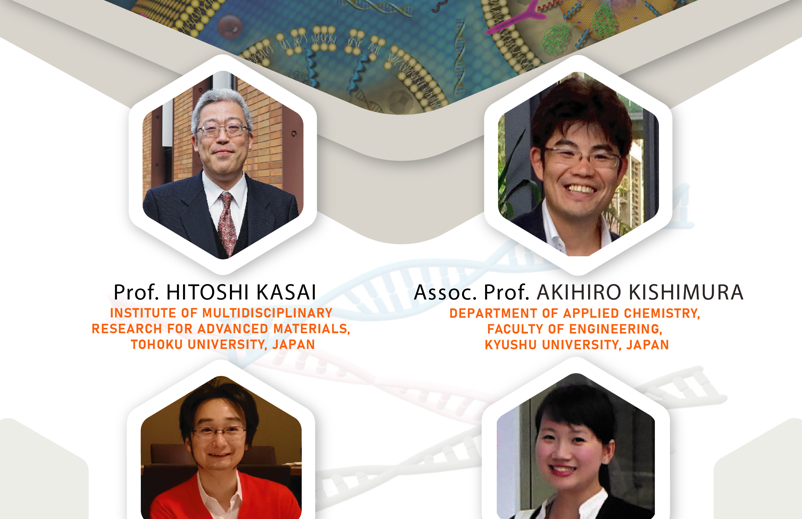 Prof. HITOSHI KASAI
INSTITUTE OF MULTIDISCIPLINARY
RESEARCH FOR ADVANCED MATERIALS,
TOHOKU UNIVERSITY, JAPAN
Assoc. Prof. AKIHIRO KISHIMURA
DEPARTMENT OF APPLIED CHEMISTRY,
FACULTY OF ENGINEERING,
KYUSHU UNIVERSITY, JAPAN